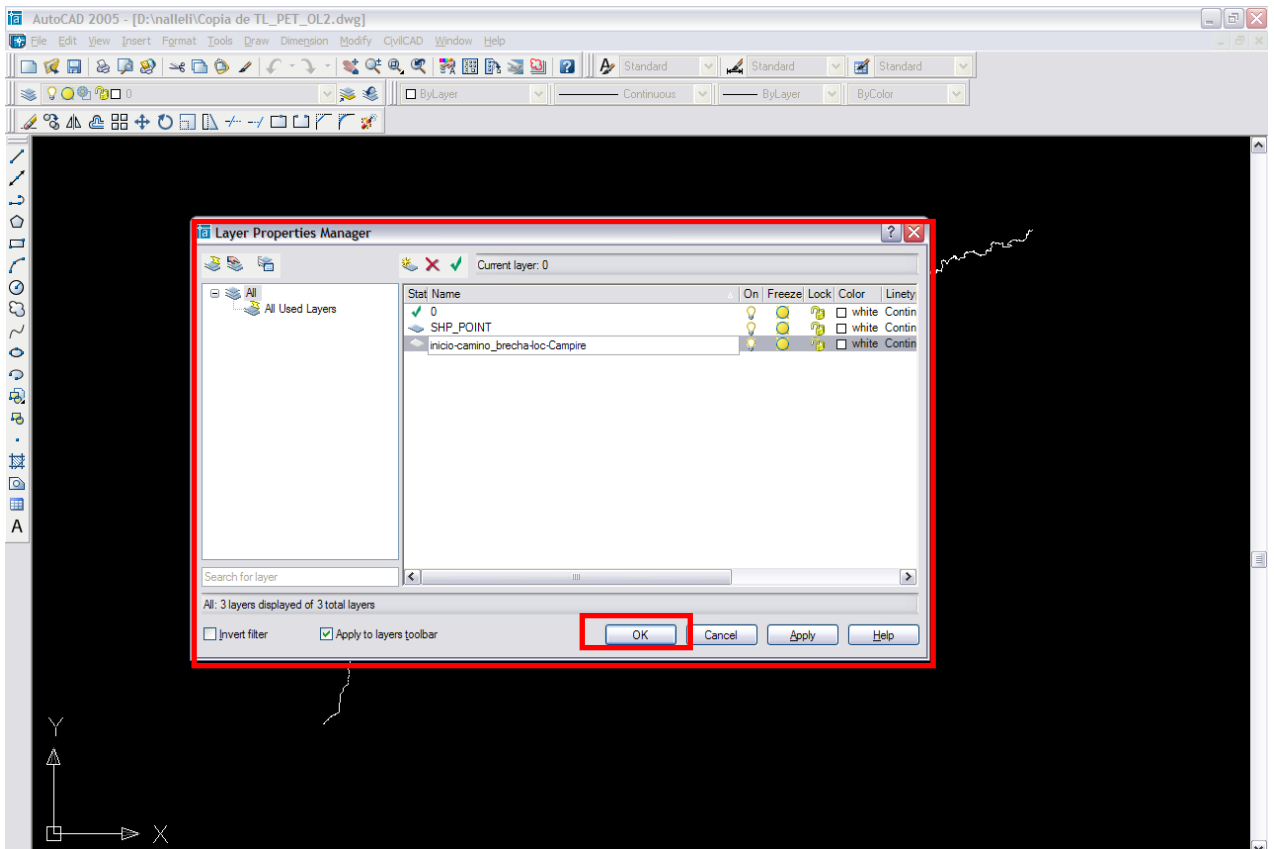 AutoCAD 2005 - [D:\nalleli\Copia de TL_PET_OL2.dwg]
File Edit View Insert Format Tools Draw Dimension Modify CivilCAD Window Help
Standard Standard Standard
0 ByLayer Continuous ByLayer ByColor
Layer Properties Manager
Current layer: 0
All
All Used Layers
Stat Name On Freeze Lock Color Linety
0 white Contin
SHP_POINT white Contin
inicio-camino_brecha-loc-Campire white Contin
Search for layer
All: 3 layers displayed of 3 total layers
Invert filter Apply to layers toolbar OK Cancel Apply Help
A
Y
X